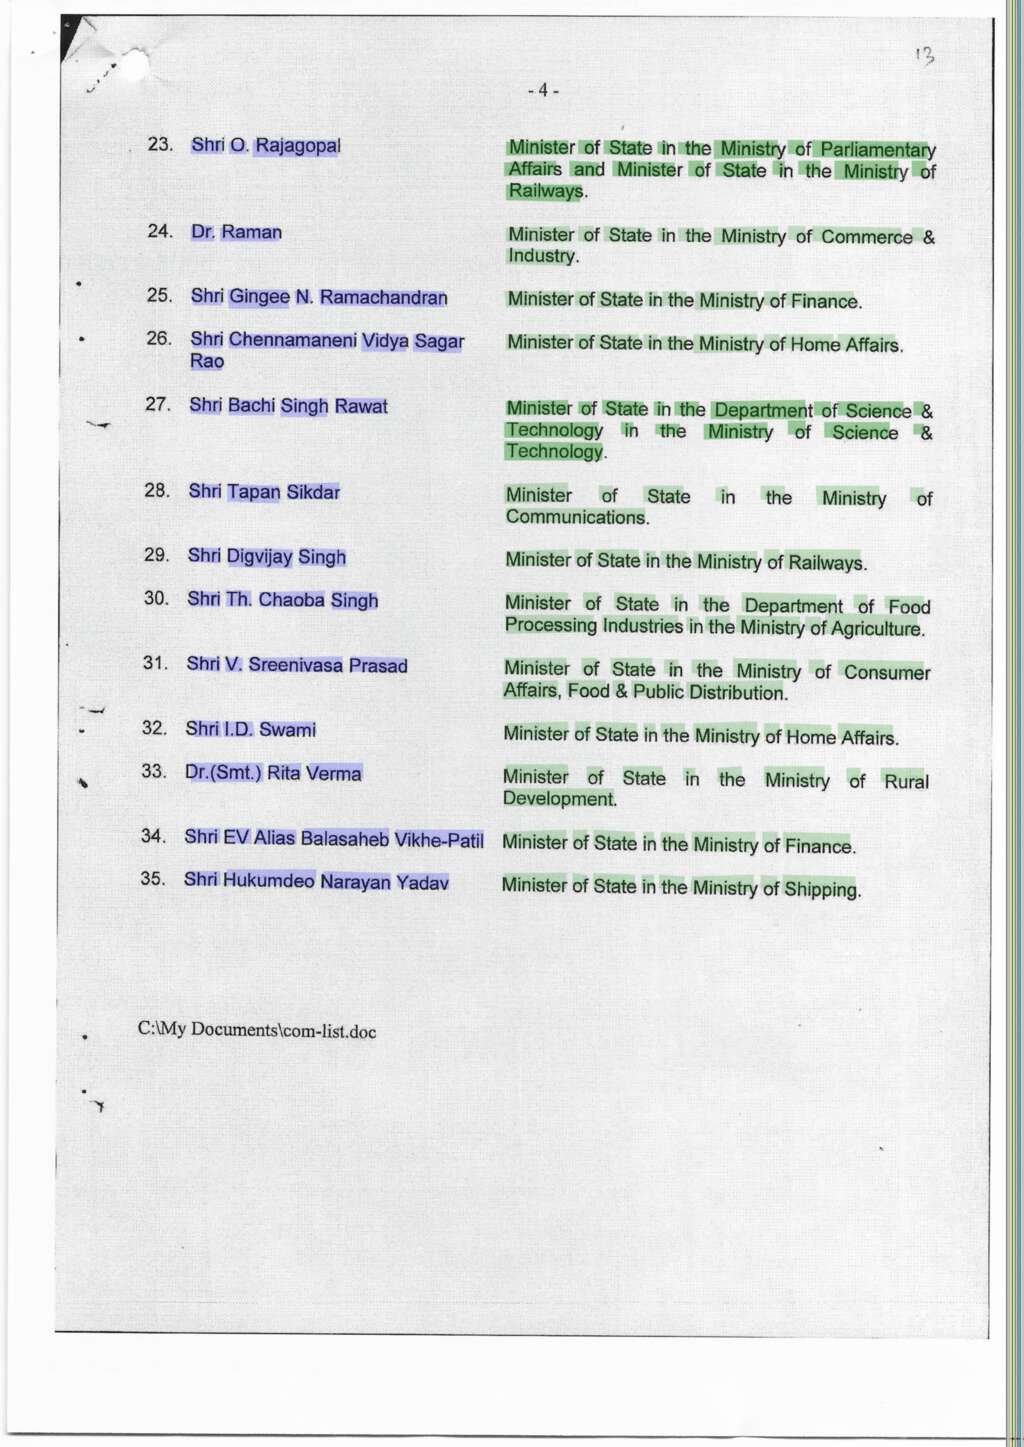 13
- 4 -
23. Shri O. Rajagopal Minister of State in the Ministry of Parliamentary
Affairs and Minister of State in the Ministry of
Railways.
24. Dr. Raman Minister of State in the Ministry of Commerce &
Industry.
25. Shri Gingee N. Ramachandran Minister of State in the Ministry of Finance.
26. Shri Chennamaneni Vidya Sagar Minister of State in the Ministry of Home Affairs.
Rao
27. Shri Bachi Singh Rawat Minister of State in the Department of Science &
Technology in the Ministry of Science &
Technology.
28. Shri Tapan Sikdar Minister of State in the Ministry of
Communications.
29. Shri Digvijay Singh Minister of State in the Ministry of Railways.
30. Shri Th. Chaoba Singh Minister of State in the Department of Food
Processing Industries in the Ministry of Agriculture.
31. Shri V. Sreenivasa Prasad Minister of State in the Ministry of Consumer
Affairs, Food & Public Distribution.
32. Shri I.D. Swami Minister of State in the Ministry of Home Affairs.
33. Dr.(Smt.) Rita Verma Minister of State in the Ministry of Rural
Development.
34. Shri EV Alias Balasaheb Vikhe-Patil Minister of State in the Ministry of Finance.
35. Shri Hukumdeo Narayan Yadav Minister of State in the Ministry of Shipping.
C:\My Documents\com-list.doc